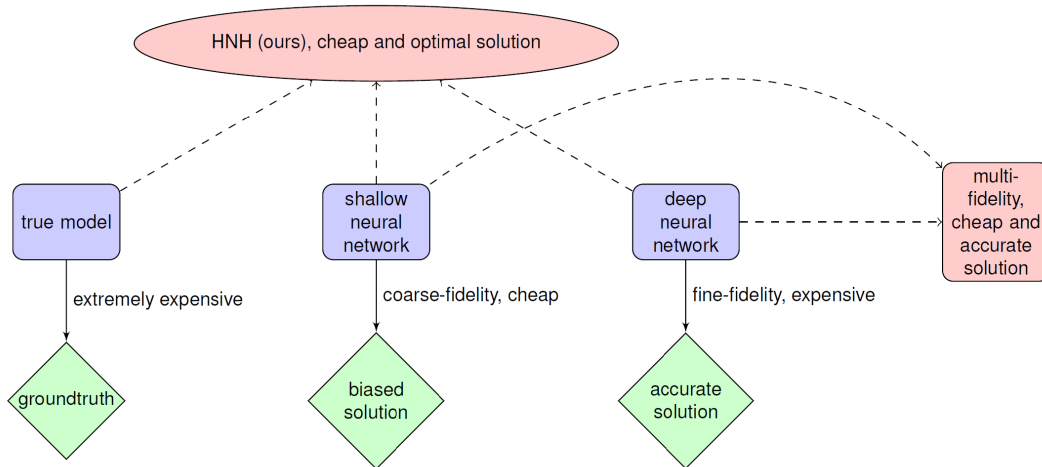 HNH (ours), cheap and optimal solution
true model
shallow
neural
network
deep
neural
network
multi-
fidelity,
cheap and
accurate
solution
extremely expensive
coarse-fidelity, cheap
fine-fidelity, expensive
groundtruth
biased
solution
accurate
solution